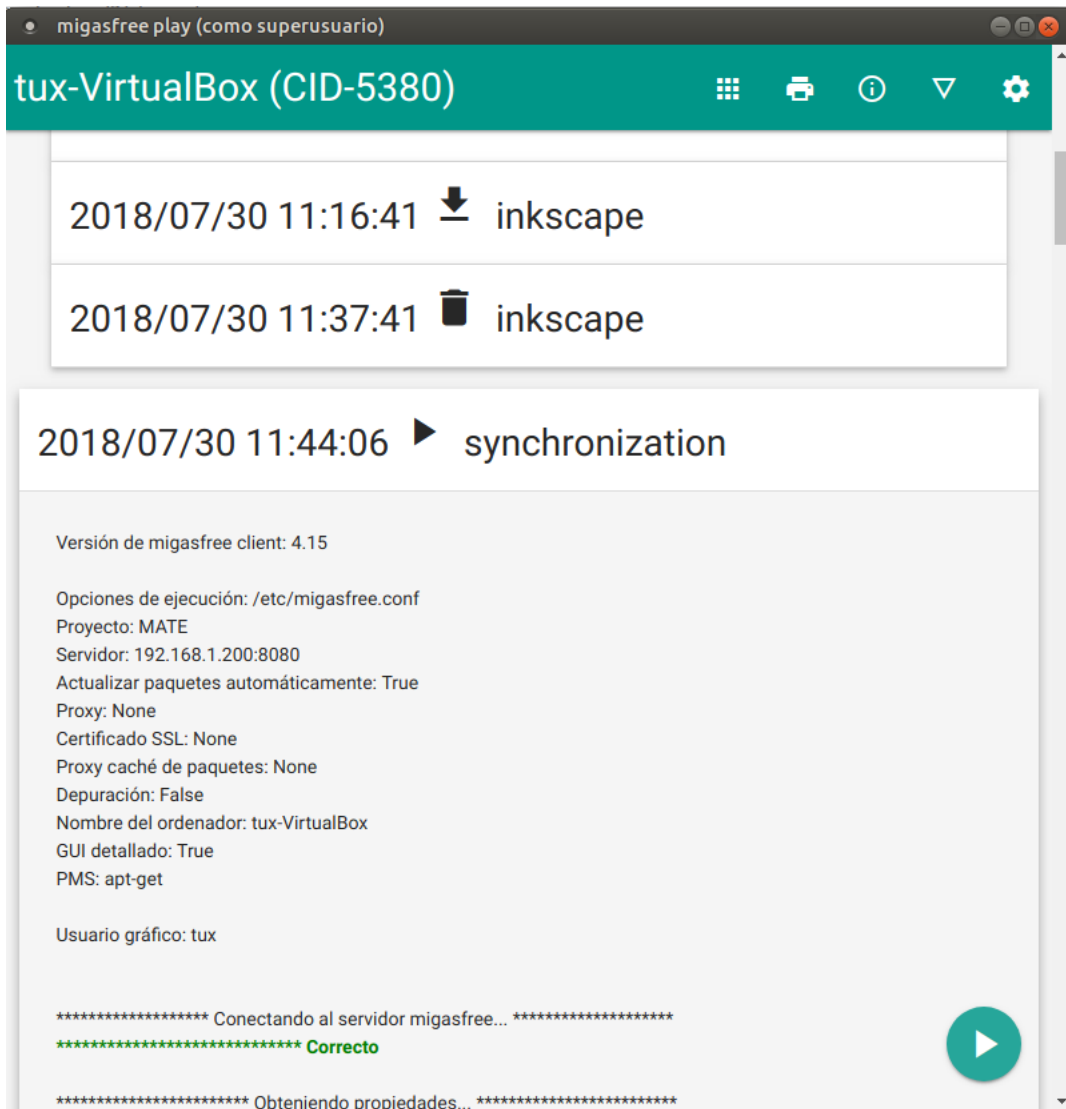 migasfree play (como superusuario)
tux-VirtualBox (CID-5380)
2018/07/30 11:16:41 inkscape
2018/07/30 11:37:41 inkscape
2018/07/30 11:44:06 synchronization
Versión de migasfree client: 4.15
Opciones de ejecución: /etc/migasfree.conf
Proyecto: MATE
Servidor: 192.168.1.200:8080
Actualizar paquetes automáticamente: True
Proxy: None
Certificado SSL: None
Proxy caché de paquetes: None
Depuración: False
Nombre del ordenador: tux-VirtualBox
GUI detallado: True
PMS: apt-get
Usuario gráfico: tux
******************* Conectando al servidor migasfree... ********************
***************************** Correcto
************************ Obteniendo propiedades... *************************